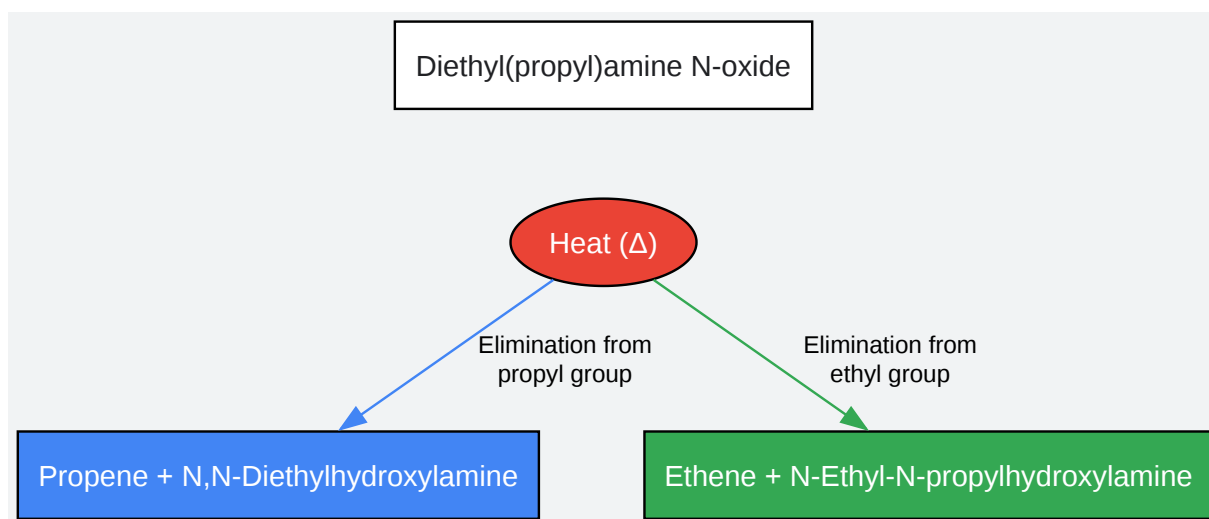 Diethyl(propyl)amine N-oxide
Heat (Δ)
Elimination from
propyl group
Elimination from
ethyl group
Propene + N,N-Diethylhydroxylamine
Ethene + N-Ethyl-N-propylhydroxylamine